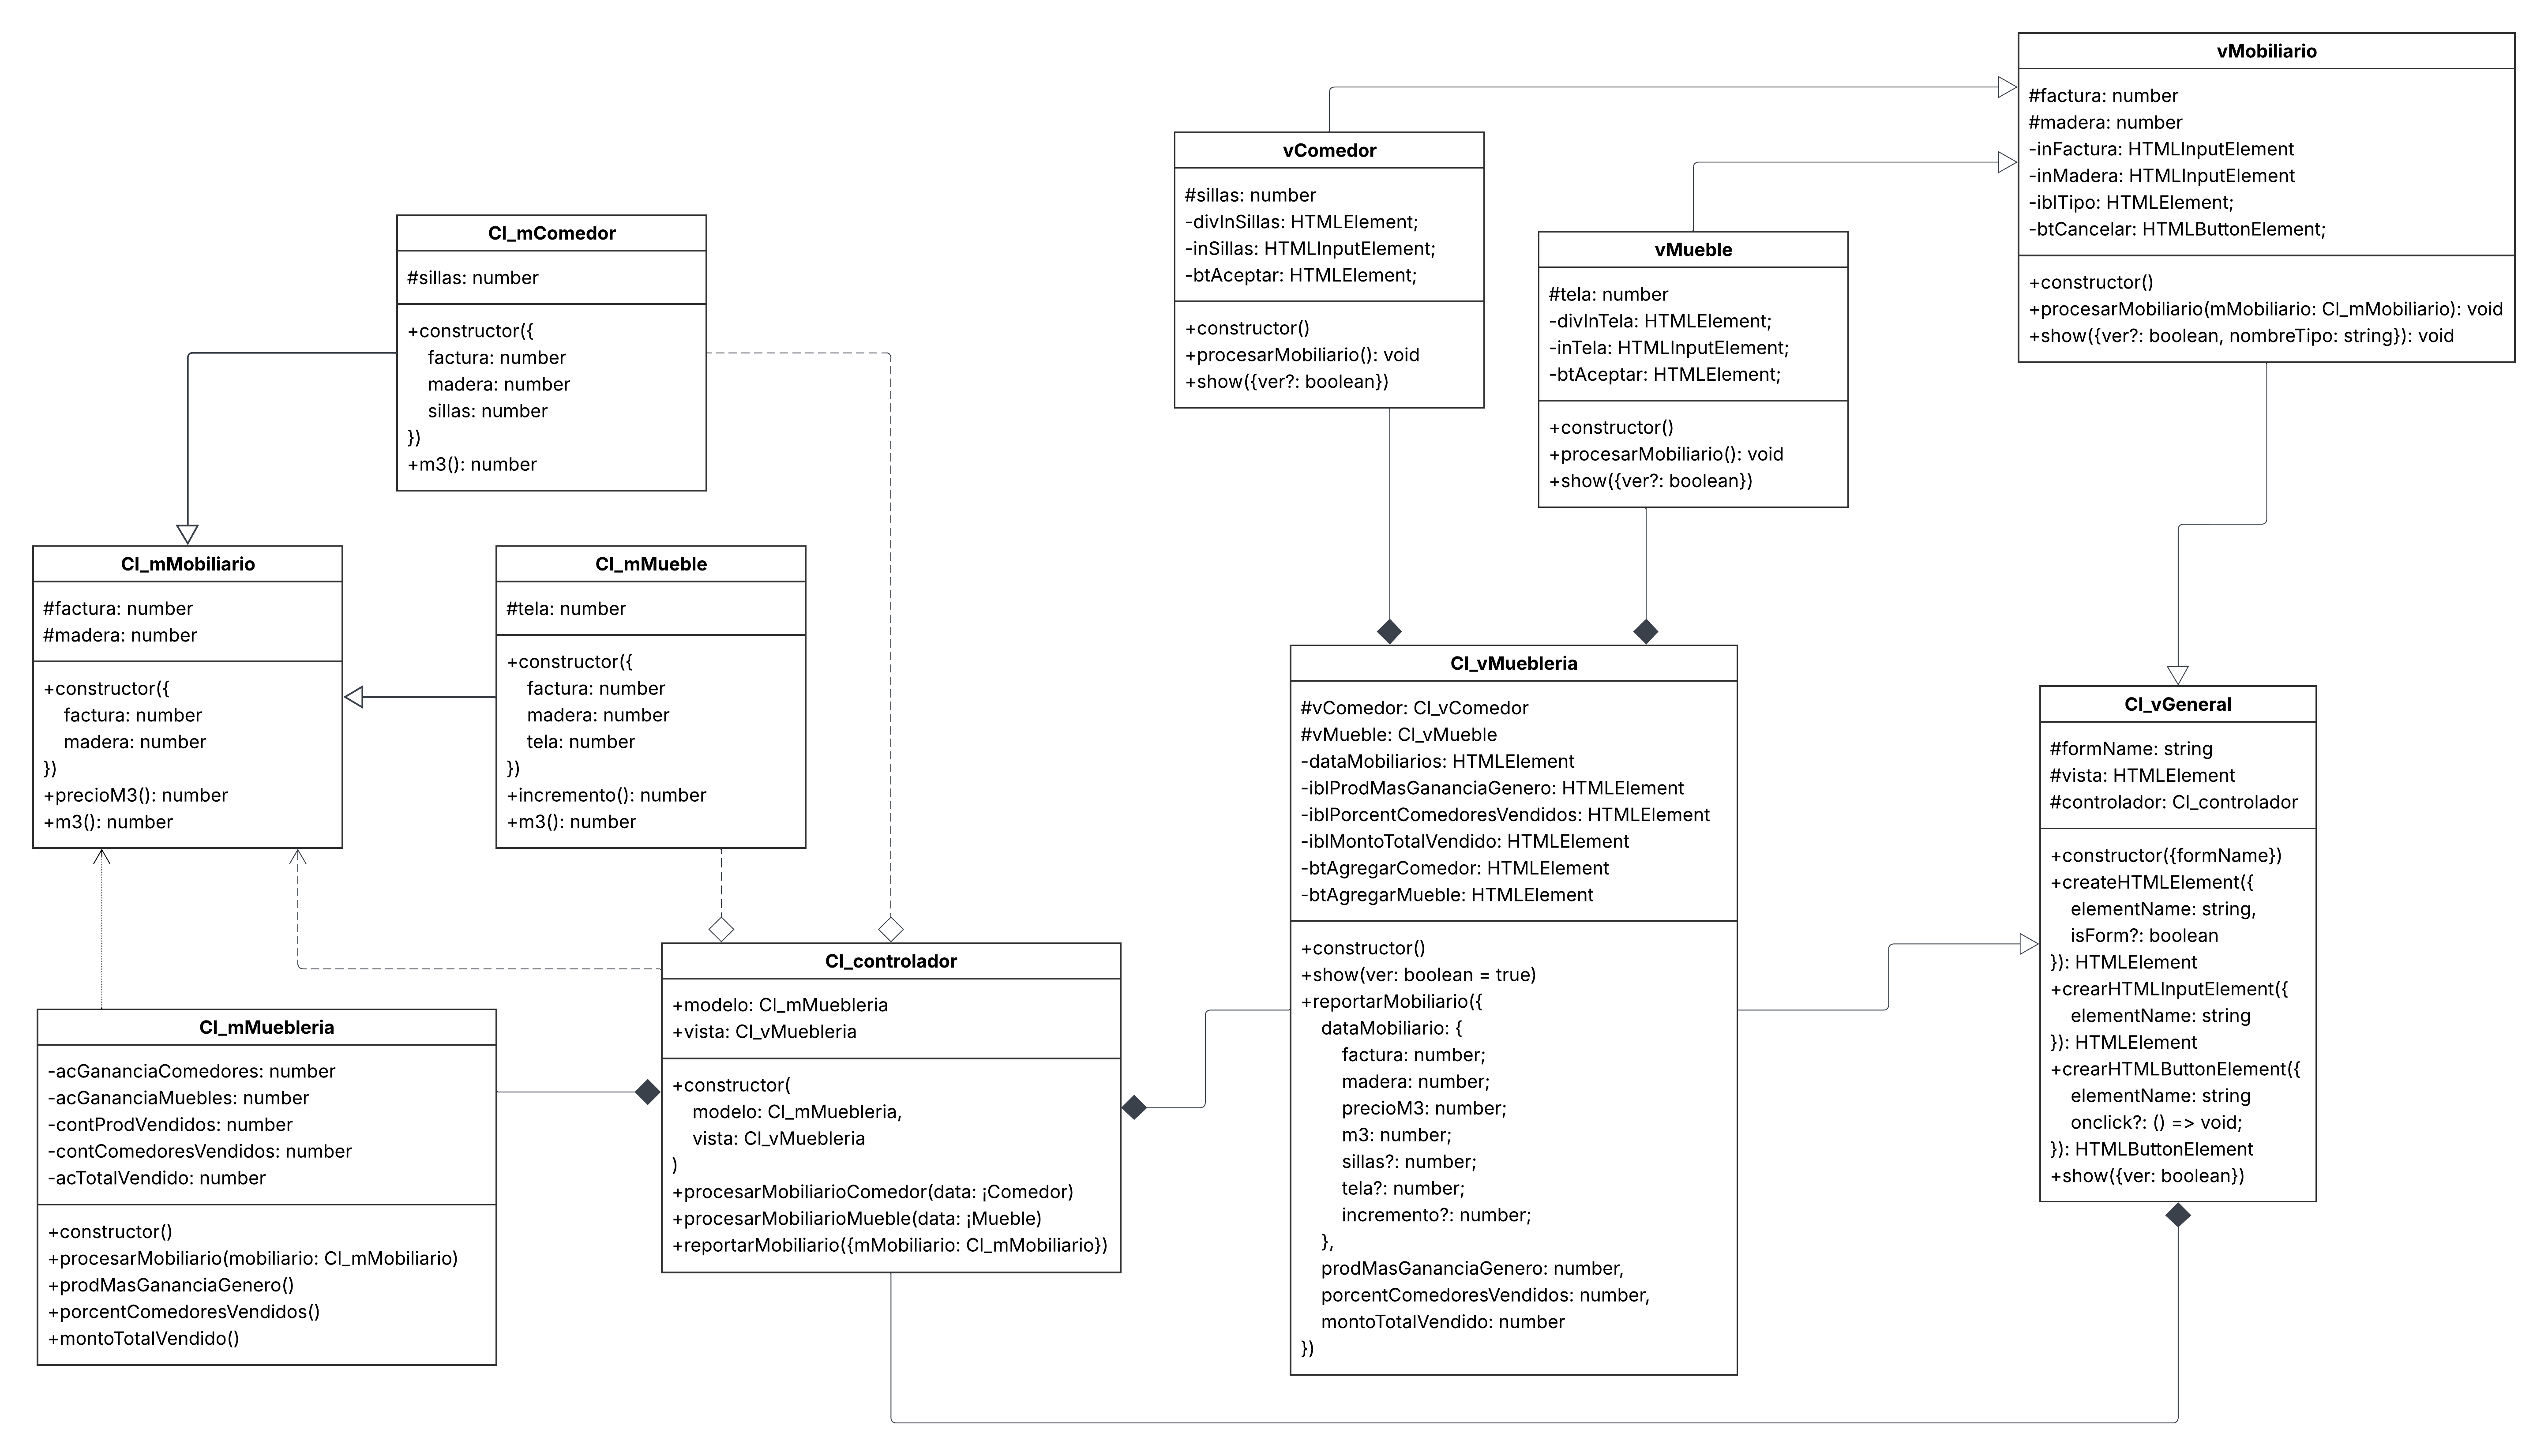 vMobiliario
#factura: number
#madera: number
-inFactura: HTMLInputElement
-inMadera: HTMLInputElement
-iblTipo: HTMLElement;
-btCancelar: HTMLButtonElement;
+constructor()
+procesarMobiliario(mMobiliario: Cl_mMobiliario): void
+show({ver?: boolean, nombreTipo: string}): void
vComedor
#sillas: number
-divInSillas: HTMLElement;
-inSillas: HTMLInputElement;
-btAceptar: HTMLElement;
+constructor()
+procesarMobiliario(): void
+show({ver?: boolean})
vMueble
#tela: number
-divInTela: HTMLElement;
-inTela: HTMLInputElement;
-btAceptar: HTMLElement;
+constructor()
+procesarMobiliario(): void
+show({ver?: boolean})
Cl_mComedor
#sillas: number
+constructor({
factura: number
madera: number
sillas: number
})
+m3(): number
Cl_mMobiliario
#factura: number
#madera: number
+constructor({
factura: number
madera: number
})
+precioM3(): number
+m3(): number
Cl_mMueble
#tela: number
+constructor({
factura: number
madera: number
tela: number
})
+incremento(): number
+m3(): number
Cl_vMuebleria
#vComedor: Cl_vComedor
#vMueble: Cl_vMueble
-dataMobiliarios: HTMLElement
-iblProdMasGananciaGenero: HTMLElement
-iblPorcentComedoresVendidos: HTMLElement
-iblMontoTotalVendido: HTMLElement
-btAgregarComedor: HTMLElement
-btAgregarMueble: HTMLElement
+constructor()
+show(ver: boolean = true)
+reportarMobiliario({
dataMobiliario: {
factura: number;
madera: number;
precioM3: number;
m3: number;
sillas?: number;
tela?: number;
incremento?: number;
},
prodMasGananciaGenero: number,
porcentComedoresVendidos: number,
montoTotalVendido: number
})
Cl_vGeneral
#formName: string
#vista: HTMLElement
#controlador: Cl_controlador
+constructor({formName})
+createHTMLElement({
elementName: string,
isForm?: boolean
}): HTMLElement
+crearHTMLInputElement({
elementName: string
}): HTMLElement
+crearHTMLButtonElement({
elementName: string
onclick?: () => void;
}): HTMLButtonElement
+show({ver: boolean})
Cl_controlador
+modelo: Cl_mMuebleria
+vista: Cl_vMuebleria
+constructor(
modelo: Cl_mMuebleria,
vista: Cl_vMuebleria
)
+procesarMobiliarioComedor(data: ¡Comedor)
+procesarMobiliarioMueble(data: ¡Mueble)
+reportarMobiliario({mMobiliario: Cl_mMobiliario})
Cl_mMuebleria
-acGananciaComedores: number
-acGananciaMuebles: number
-contProdVendidos: number
-contComedoresVendidos: number
-acTotalVendido: number
+constructor()
+procesarMobiliario(mobiliario: Cl_mMobiliario)
+prodMasGananciaGenero()
+porcentComedoresVendidos()
+montoTotalVendido()